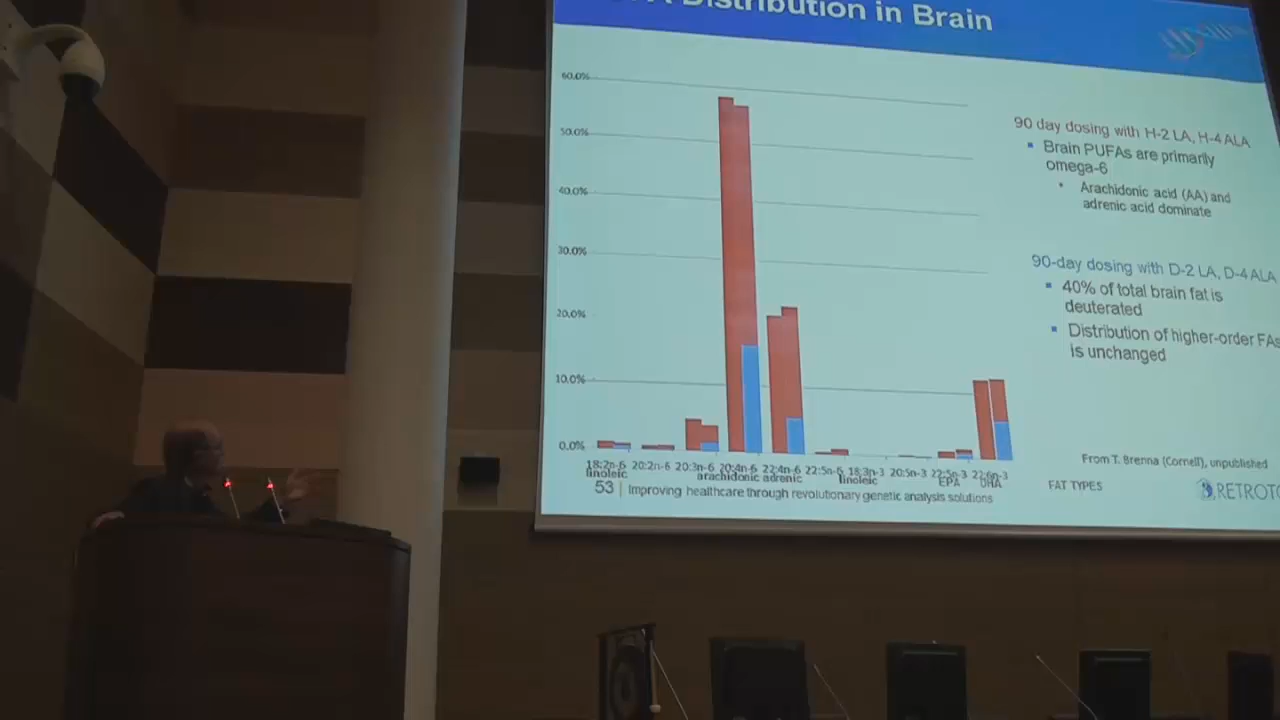 Distribution in Brain
60.0%
50.0%
40.0%
30.0%
20.0%
10.0%
0.0%
18:2n-6 20:2n-6 20:3n-6 20:4n-6 22:4n-6 22:5n-6 18:3n-3 20:5n-3 22:5n-3 22:6n-3
linoleic arachidonic adrenic linoleic EPA DHA
90 day dosing with H-2 LA, H-4 ALA
Brain PUFAs are primarily
omega-6
Arachidonic acid (AA) and
adrenic acid dominate
90-day dosing with D-2 LA, D-4 ALA
40% of total brain fat is
deuterated
Distribution of higher-order FAs
is unchanged
From T. Brenna (Cornell), unpublished
53 | Improving healthcare through revolutionary genetic analysis solutions
FAT TYPES
RETROTO